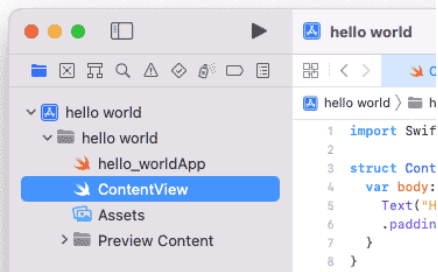 hello world
hello world
hello world
hello_worldApp
ContentView
Assets
Preview Content
C
hello world
h
1 import Swif
2
3 struct Cont
4 var body:
5 Text("H
6 .paddin
7 }
8 }